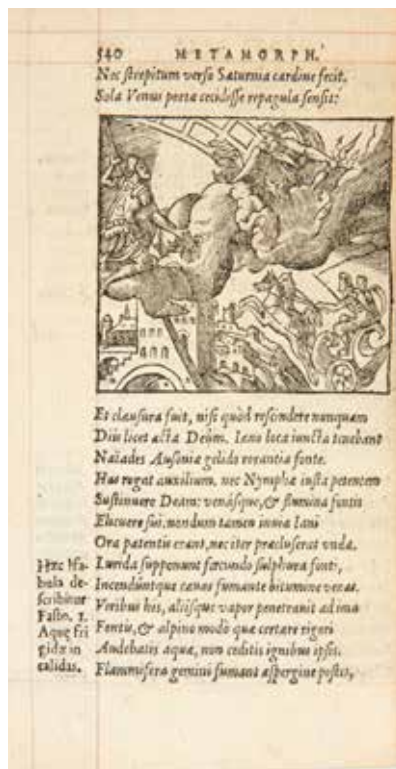 540 METAMORPH.
Nec strepitum verso Saturnia cardine fecit.
Sola Venus porta cecidisse repagula sensit:
Et clausura fuit, nisi quòd rescindere nunquam
Diis licet acta Deûm. Iano loca iuncta tenebant
Naiades Ausoniæ gelido rorantia fonte.
Has rogat auxilium, nec Nymphæ iusta petentem
Sustinuere Deam: venásque, & flumina fontis
Elicuere sui. nondum tamen inuia Iani
Ora patentis erant, nec iter præcluserat vnda.
Lurida supponunt fœcundo sulphura fonti,
Incendúntque cauas fumante bitumine venas.
Viribus his, aliísque vapor penetrauit ad ima
Fontis, & alpino modò quæ certare rigori
Audebatis aquæ, non ceditis ignibus ipsis.
Flammifera gemini fumant aspergine postes,
Hæc
bula de-
scribitur
Fasto. 1.
Aquę fri
gidæ in
calidas.